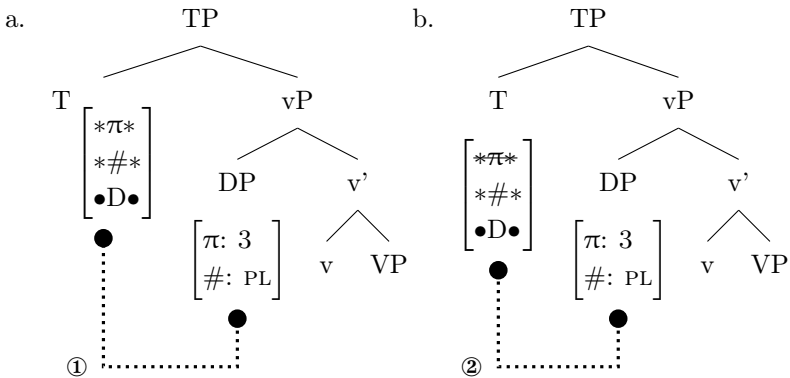 a. TP b. TP
T vP T vP
∗π∗ ∗π∗
∗#∗ DP v’ ∗#∗ DP v’
●D● ●D●
π: 3 π: 3
#: PL v VP #: PL v VP
① ②